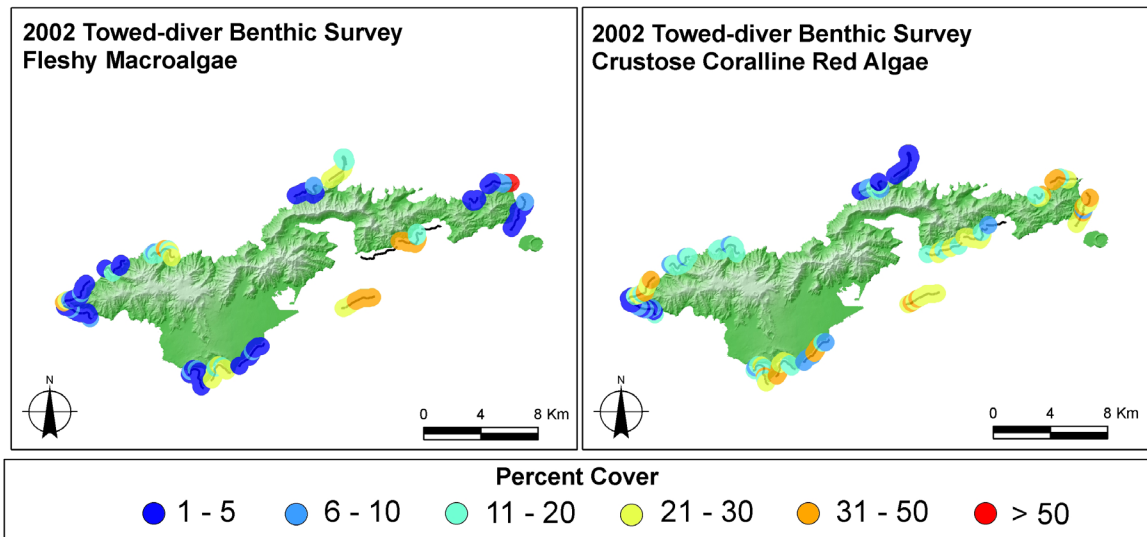 2002 Towed-diver Benthic Survey
Fleshy Macroalgae
N
0 4 8 Km
2002 Towed-diver Benthic Survey
Crustose Coralline Red Algae
N
0 4 8 Km
Percent Cover
1 - 5 6 - 10 11 - 20 21 - 30 31 - 50 > 50